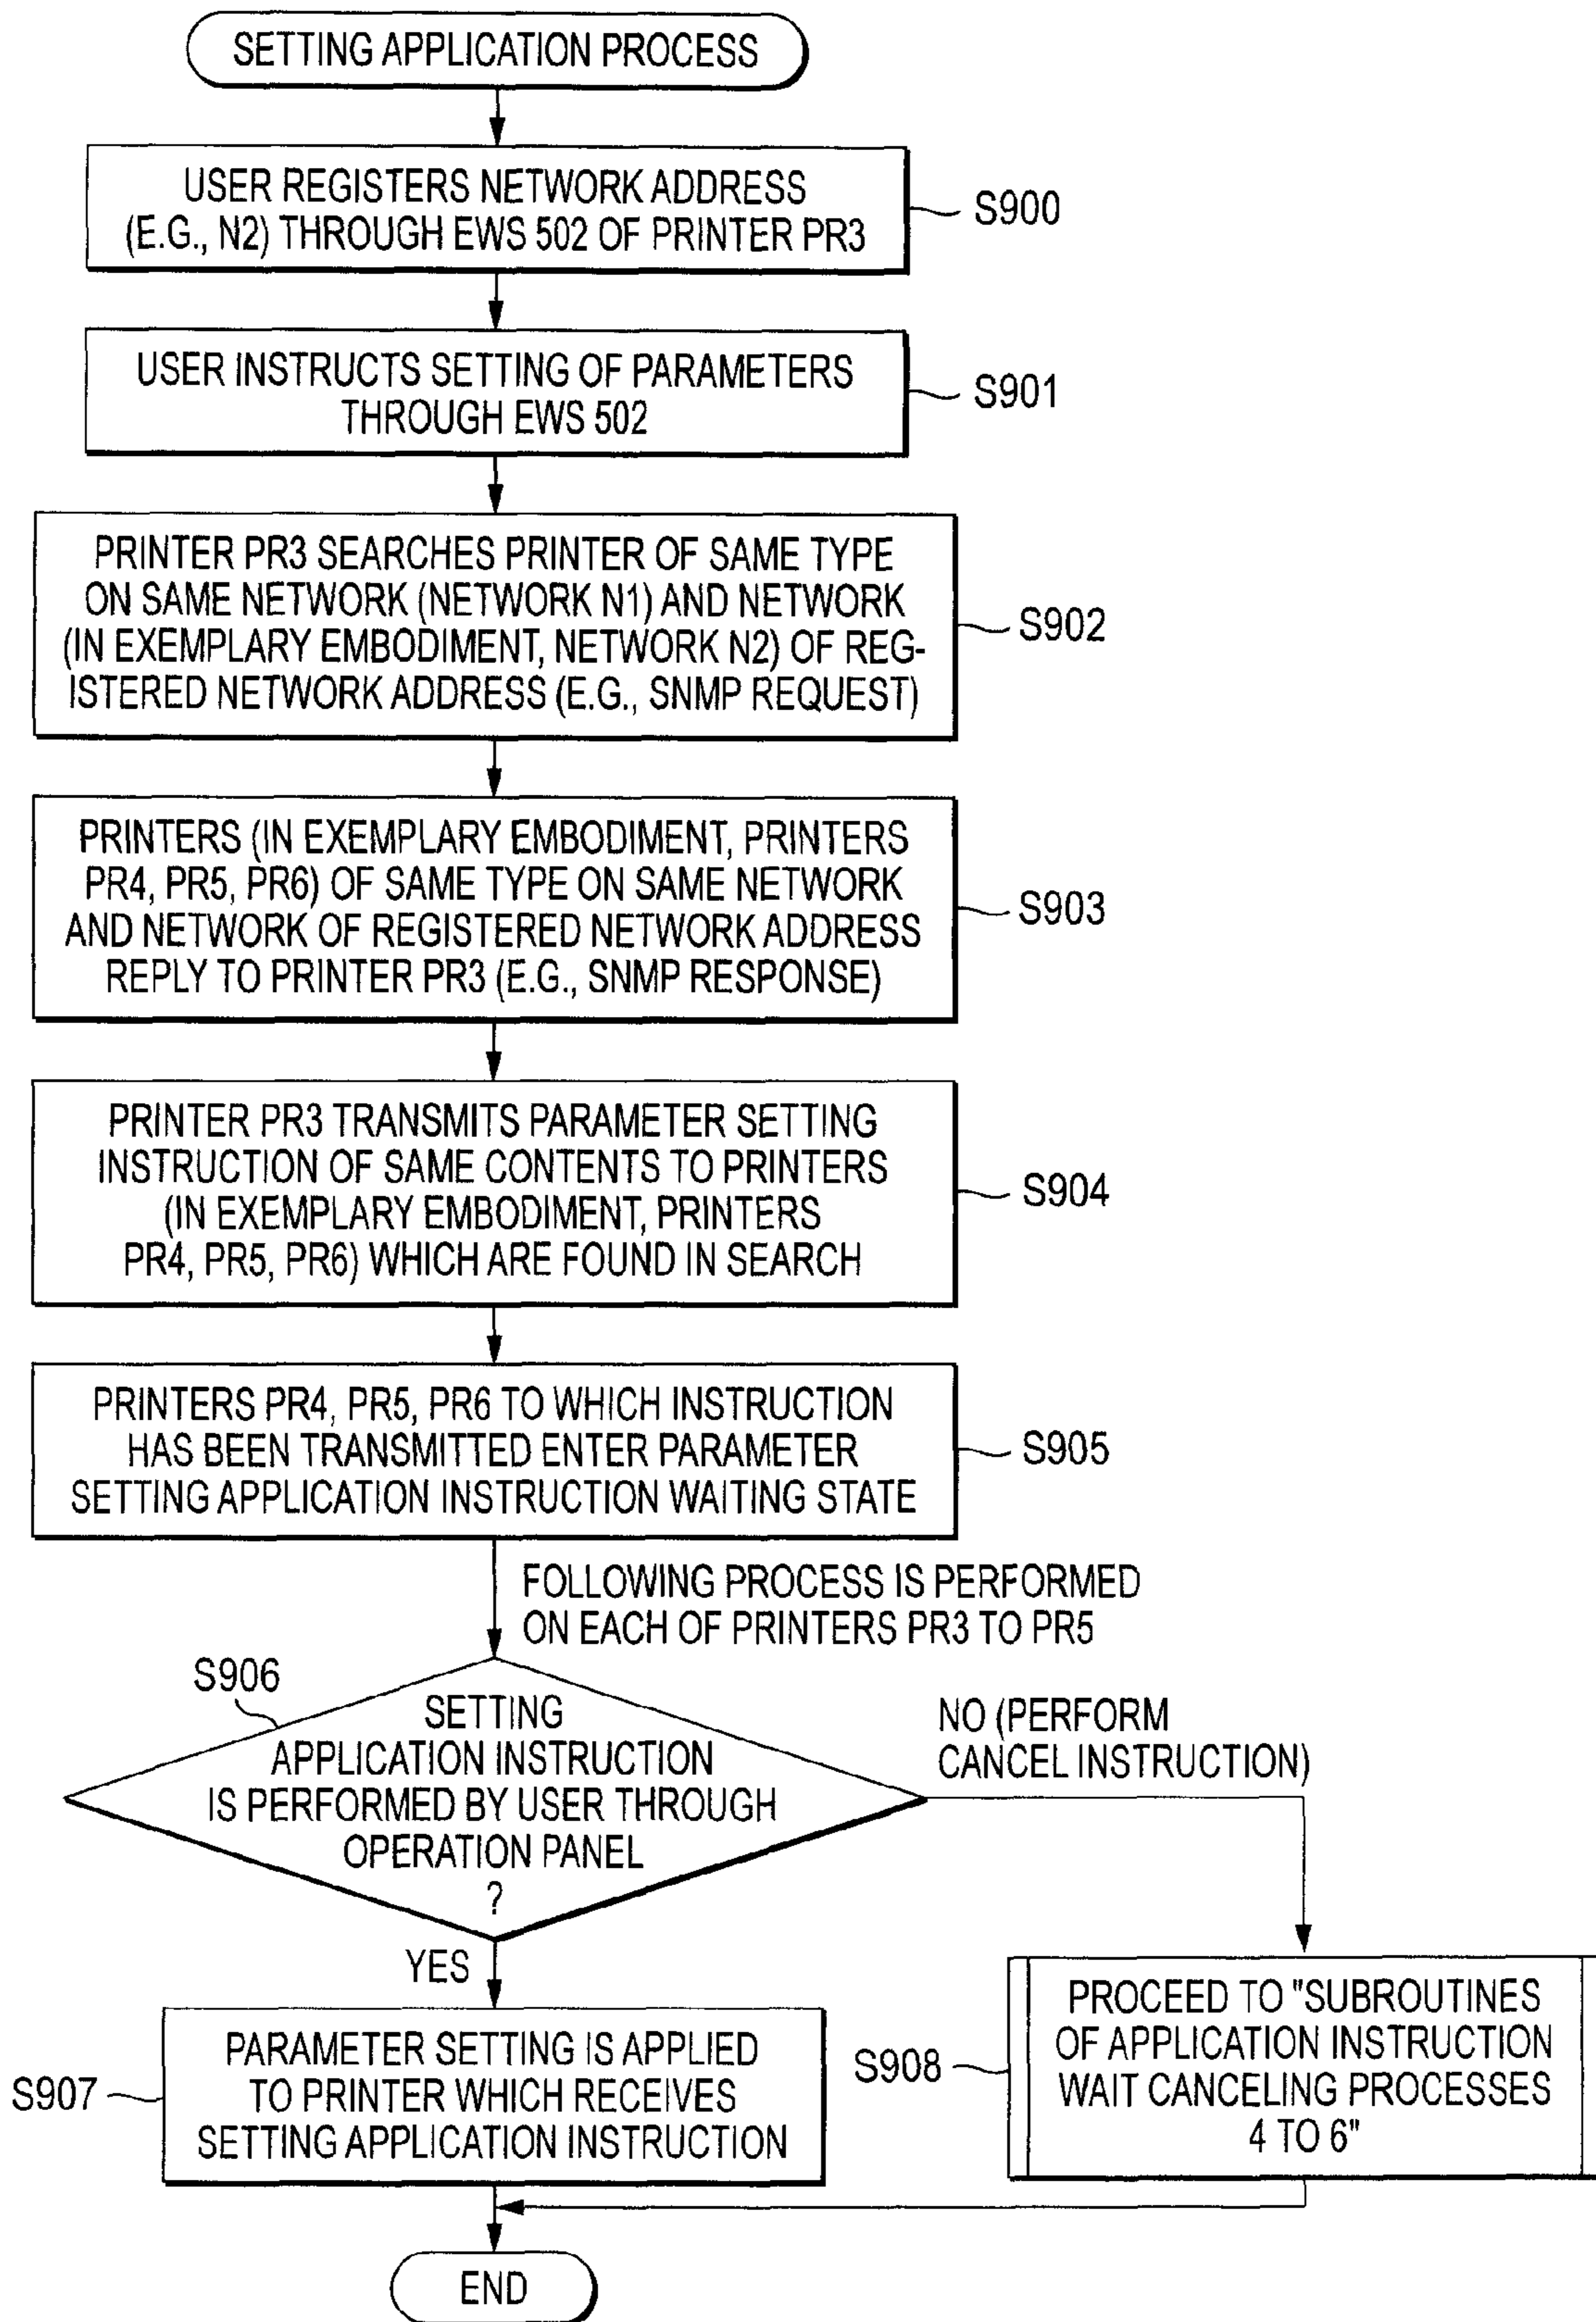 SETTING APPLICATION PROCESS
USER REGISTERS NETWORK ADDRESS
(E.G., N2) THROUGH EWS 502 OF PRINTER PR3
S900
USER INSTRUCTS SETTING OF PARAMETERS
THROUGH EWS 502
S901
PRINTER PR3 SEARCHES PRINTER OF SAME TYPE
ON SAME NETWORK (NETWORK N1) AND NETWORK
(IN EXEMPLARY EMBODIMENT, NETWORK N2) OF REG-
ISTERED NETWORK ADDRESS (E.G., SNMP REQUEST)
S902
PRINTERS (IN EXEMPLARY EMBODIMENT, PRINTERS
PR4, PR5, PR6) OF SAME TYPE ON SAME NETWORK
AND NETWORK OF REGISTERED NETWORK ADDRESS
REPLY TO PRINTER PR3 (E.G., SNMP RESPONSE)
S903
PRINTER PR3 TRANSMITS PARAMETER SETTING
INSTRUCTION OF SAME CONTENTS TO PRINTERS
(IN EXEMPLARY EMBODIMENT, PRINTERS
PR4, PR5, PR6) WHICH ARE FOUND IN SEARCH
S904
PRINTERS PR4, PR5, PR6 TO WHICH INSTRUCTION
HAS BEEN TRANSMITTED ENTER PARAMETER
SETTING APPLICATION INSTRUCTION WAITING STATE
S905
FOLLOWING PROCESS IS PERFORMED
ON EACH OF PRINTERS PR3 TO PR5
S906
SETTING
APPLICATION INSTRUCTION
IS PERFORMED BY USER THROUGH
OPERATION PANEL
?
NO (PERFORM
CANCEL INSTRUCTION)
YES
PARAMETER SETTING IS APPLIED
TO PRINTER WHICH RECEIVES
SETTING APPLICATION INSTRUCTION
S907
PROCEED TO "SUBROUTINES
OF APPLICATION INSTRUCTION
WAIT CANCELING PROCESSES
4 TO 6"
S908
END